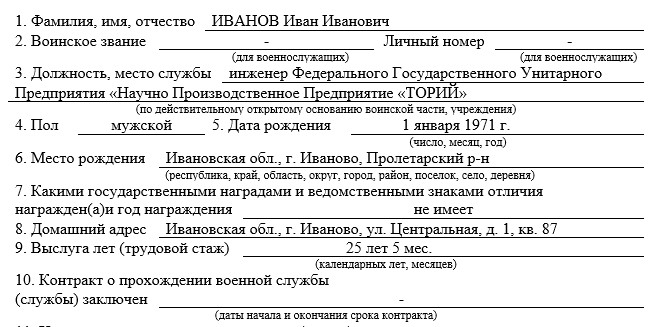 1. Фамилия, имя, отчество ИВАНОВ Иван Иванович
2. Воинское звание - Личный номер -
(для военнослужащих) (для военнослужащих)
3. Должность, место службы инженер Федерального Государственного Унитарного
Предприятия «Научно Производственное Предприятие «ТОРИЙ»
(по действительному открытому основанию воинской части, учреждения)
4. Пол мужской 5. Дата рождения 1 января 1971 г.
(число, месяц, год)
6. Место рождения Ивановская обл., г. Иваново, Пролетарский р-н
(республика, край, область, округ, город, район, поселок, село, деревня)
7. Какими государственными наградами и ведомственными знаками отличия
награжден(а)и год награждения не имеет
8. Домашний адрес Ивановская обл., г. Иваново, ул. Центральная, д. 1, кв. 87
9. Выслуга лет (трудовой стаж) 25 лет 5 мес.
(календарных лет, месяцев)
10. Контракт о прохождении военной службы
(службы) заключен -
(даты начала и окончания срока контракта)